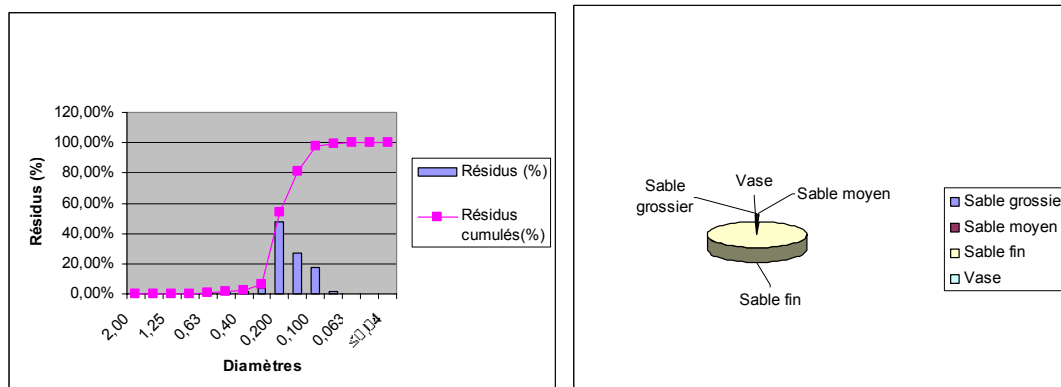 120,00%
100,00%
80,00%
60,00%
40,00%
20,00%
0,00%
Résidus (%)
2,00
1,25
0,63
0,40
0,200
0,100
0,063
Diamètres
Résidus (%)
Résidus
cumulés(%)
Sable
grossier
Vase
Sable moyen
Sable fin
Sable grossier
Sable moyen
Sable fin
Vase